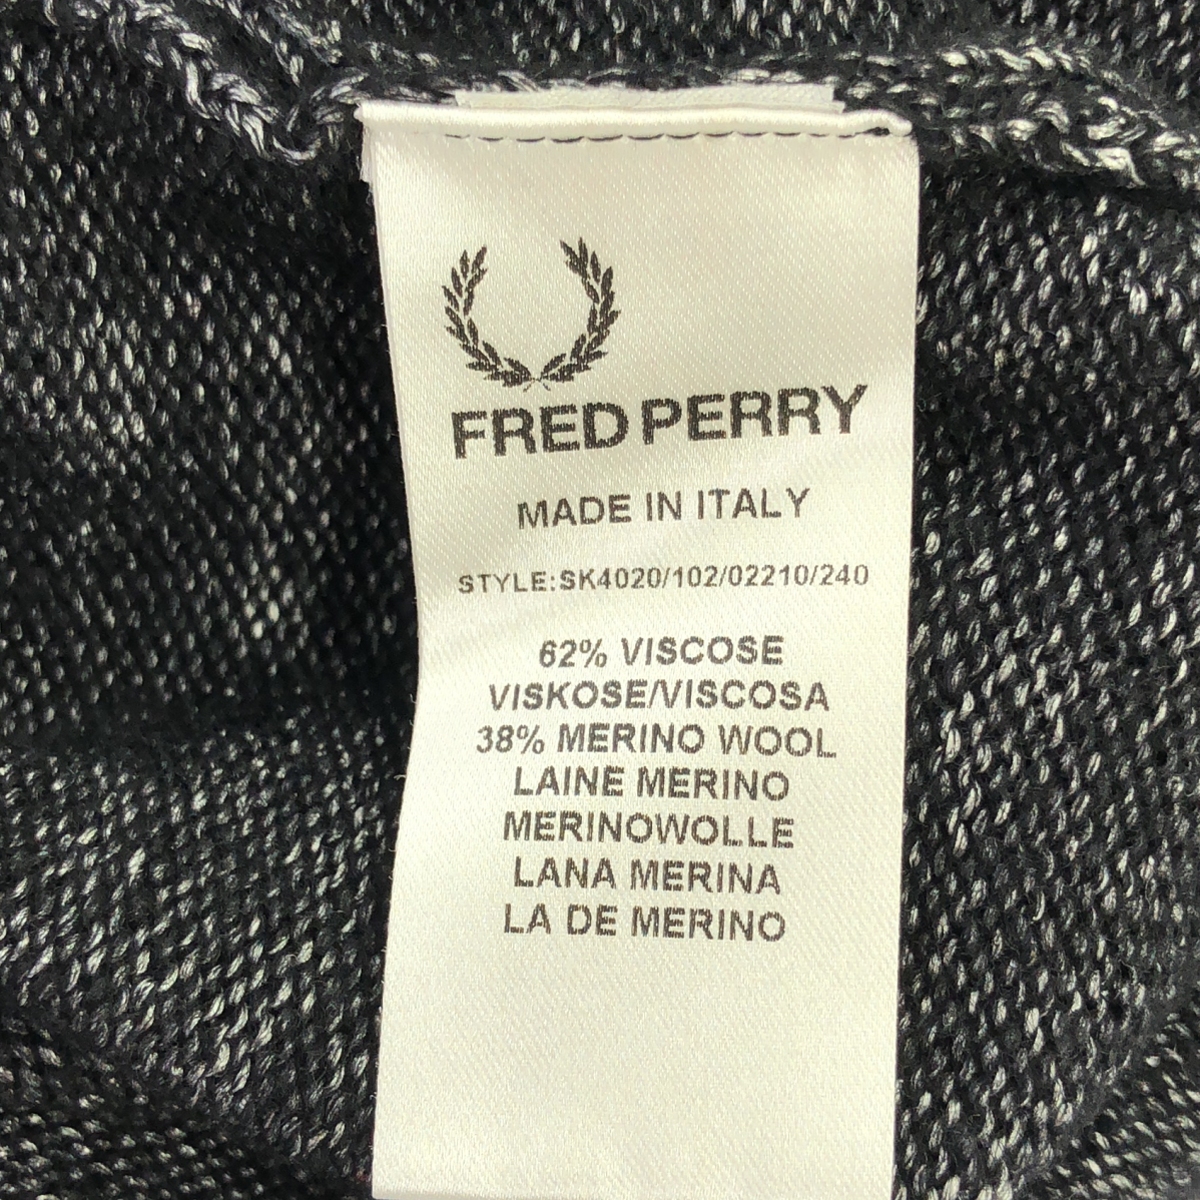 FRED PERRY
MADE IN ITALY
STYLE:SK4020/102/02210/240
62% VISCOSE
VISKOSE/VISCOSA
38% MERINO WOOL
LAINE MERINO
MERINOWOLLE
LANA MERINA
LA DE MERINO